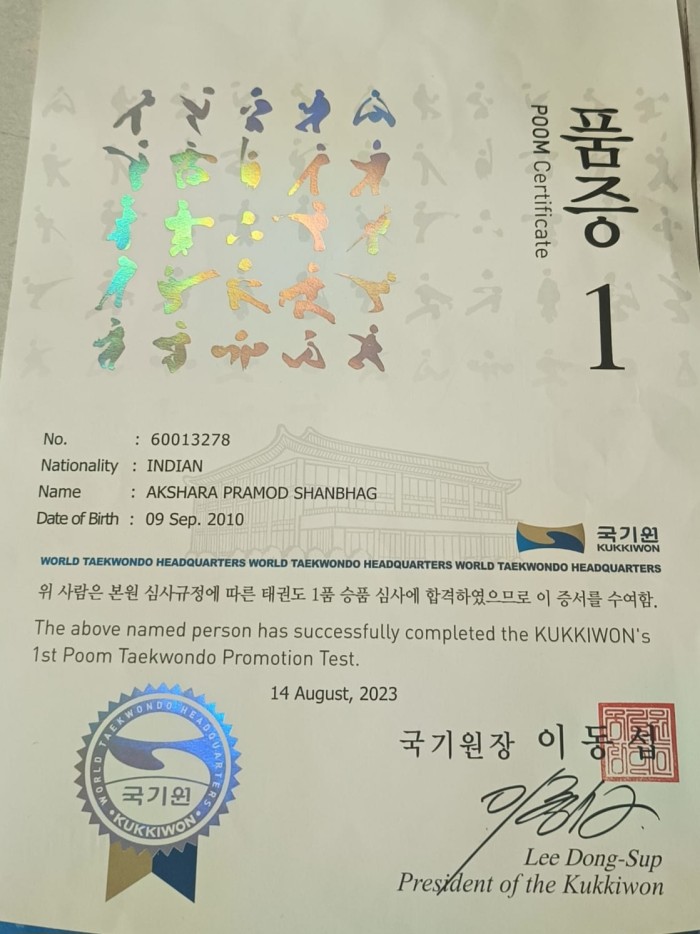 품증
POOM Certificate
1
No. : 60013278
Nationality : INDIAN
Name : AKSHARA PRAMOD SHANBHAG
Date of Birth : 09 Sep. 2010
국기원
KUKKIWON
WORLD TAEKWONDO HEADQUARTERS WORLD TAEKWONDO HEADQUARTERS WORLD TAEKWONDO HEADQUARTERS
위 사람은 본원 심사규정에 따른 태권도 1품 승품 심사에 합격하였으므로 이 증서를 수여함.
The above named person has successfully completed the KUKKIWON's
1st Poom Taekwondo Promotion Test.
14 August, 2023
WORLD TAEKWONDO HEADQUARTERS
국기원
KUKKIWON
국기원장 이동섭
Lee Dong-Sup
President of the Kukkiwon